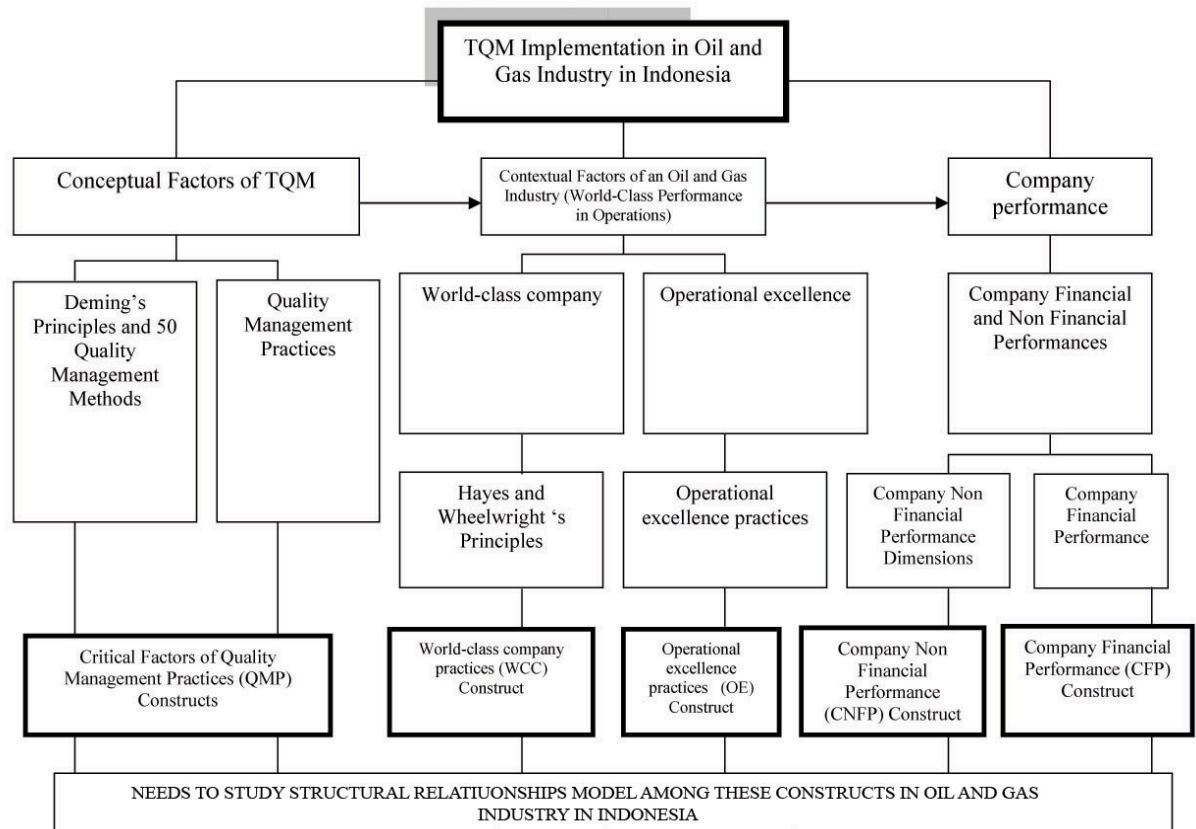 TQM Implementation in Oil and
Gas Industry in Indonesia
Conceptual Factors of TQM
Contextual Factors of an Oil and Gas
Industry (World-Class Performance
in Operations)
Company
performance
Deming’s
Principles and 50
Quality
Management
Methods
Quality
Management
Practices
World-class company
Operational excellence
Company Financial
and Non Financial
Performances
Hayes and
Wheelwright ‘s
Principles
Operational
excellence practices
Company Non
Financial
Performance
Dimensions
Company
Financial
Performance
Critical Factors of Quality
Management Practices (QMP)
Constructs
World-class company
practices (WCC)
Construct
Operational
excellence
practices (OE)
Construct
Company Non
Financial
Performance
(CNFP) Construct
Company Financial
Performance (CFP)
Construct
NEEDS TO STUDY STRUCTURAL RELATIUONSHIPS MODEL AMONG THESE CONSTRUCTS IN OIL AND GAS
INDUSTRY IN INDONESIA